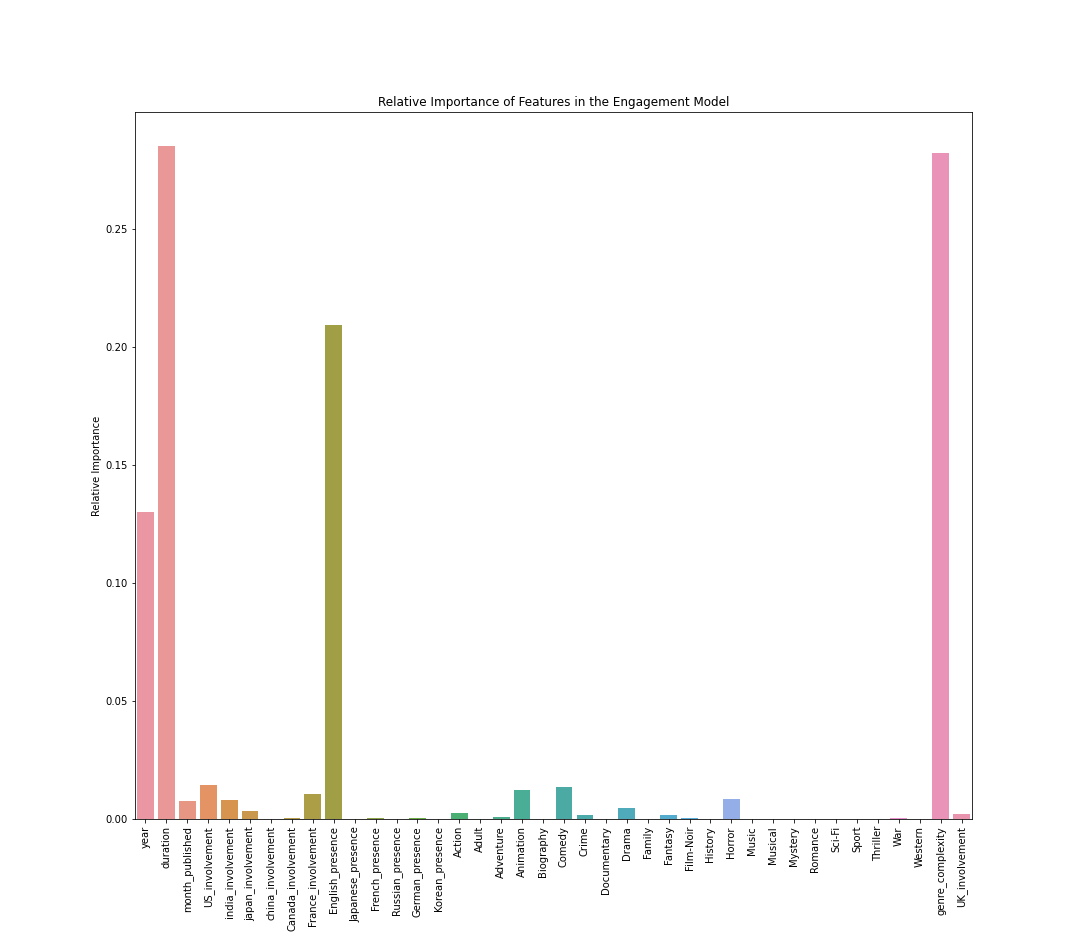 Relative Importance of Features in the Engagement Model
Relative Importance
0.25
0.20
0.15
0.10
0.05
0.00
year
duration
month_published
US_involvement
india_involvement
japan_involvement
china_involvement
Canada_involvement
France_involvement
English_presence
Japanese_presence
French_presence
Russian_presence
German_presence
Korean_presence
Action
Adult
Adventure
Animation
Biography
Comedy
Crime
Documentary
Drama
Family
Fantasy
Film-Noir
History
Horror
Music
Musical
Mystery
Romance
Sci-Fi
Sport
Thriller
War
Western
genre_complexity
UK_involvement